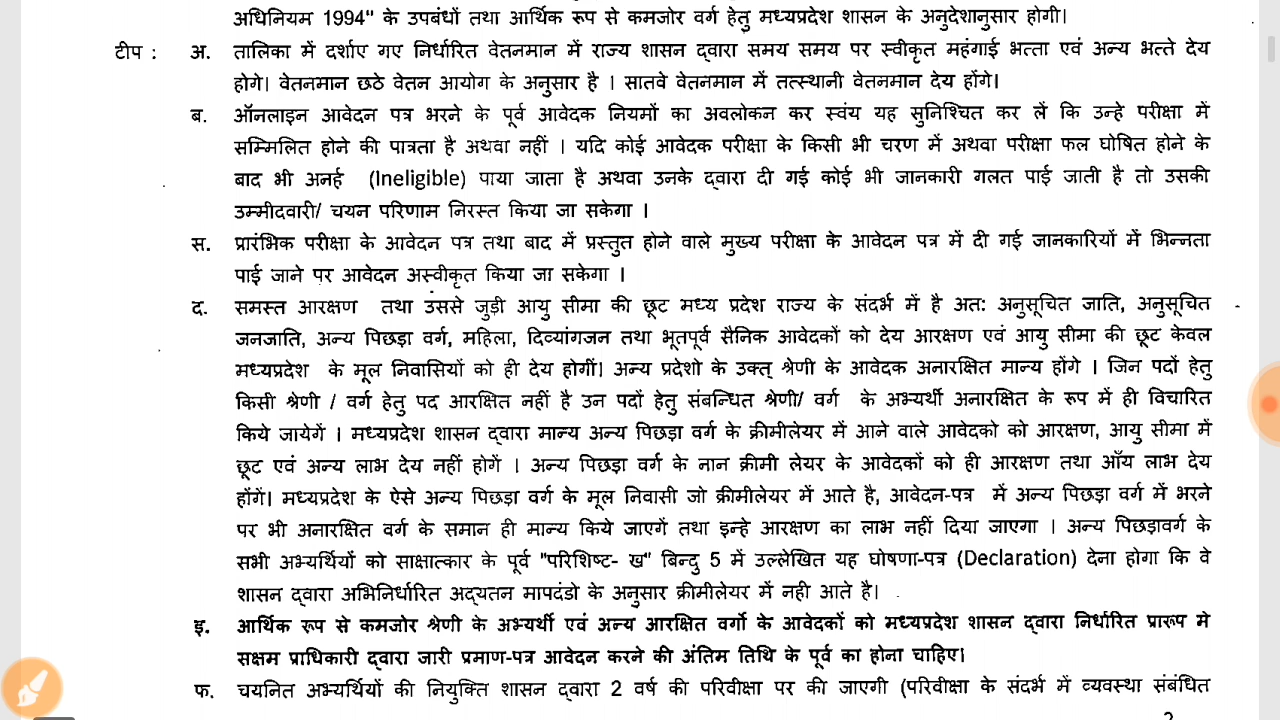 अधिनियम 1994" के उपबंधों तथा आर्थिक रूप से कमजोर वर्ग हेतु मध्यप्रदेश शासन के अनुदेशानुसार होगी।
टीप : अ. तालिका में दर्शाए गए निर्धारित वेतनमान में राज्य शासन द्वारा समय समय पर स्वीकृत महंगाई भत्ता एवं अन्य भत्ते देय
होगे। वेतनमान छठे वेतन आयोग के अनुसार है । सातवे वेतनमान में तत्स्थानी वेतनमान देय होंगे।
ब. ऑनलाइन आवेदन पत्र भरने के पूर्व आवेदक नियमों का अवलोकन कर स्वंय यह सुनिश्चित कर लें कि उन्हे परीक्षा में
सम्मिलित होने की पात्रता है अथवा नहीं । यदि कोई आवेदक परीक्षा के किसी भी चरण में अथवा परीक्षा फल घोषित होने के
बाद भी अनर्ह (Ineligible) पाया जाता है अथवा उनके द्वारा दी गई कोई भी जानकारी गलत पाई जाती है तो उसकी
उम्मीदवारी/ चयन परिणाम निरस्त किया जा सकेगा ।
स. प्रारंभिक परीक्षा के आवेदन पत्र तथा बाद में प्रस्तुत होने वाले मुख्य परीक्षा के आवेदन पत्र में दी गई जानकारियों में भिन्नता
पाई जाने पर आवेदन अस्वीकृत किया जा सकेगा ।
द. समस्त आरक्षण तथा उससे जुड़ी आयु सीमा की छूट मध्य प्रदेश राज्य के संदर्भ में है अत: अनुसूचित जाति, अनुसूचित
जनजाति, अन्य पिछड़ा वर्ग, महिला, दिव्यांगजन तथा भूतपूर्व सैनिक आवेदकों को देय आरक्षण एवं आयु सीमा की छूट केवल
मध्यप्रदेश के मूल निवासियों को ही देय होगीं। अन्य प्रदेशो के उक्त् श्रेणी के आवेदक अनारक्षित मान्य होंगे । जिन पदों हेतु
किसी श्रेणी / वर्ग हेतु पद आरक्षित नहीं है उन पदों हेतु संबन्धित श्रेणी/ वर्ग के अभ्यर्थी अनारक्षित के रूप में ही विचारित
किये जायेगें । मध्यप्रदेश शासन द्वारा मान्य अन्य पिछड़ा वर्ग के क्रीमीलेयर में आने वाले आवेदको को आरक्षण, आयु सीमा में
छूट एवं अन्य लाभ देय नहीं होगें । अन्य पिछड़ा वर्ग के नान क्रीमी लेयर के आवेदकों को ही आरक्षण तथा ऑय लाभ देय
होंगें। मध्यप्रदेश के ऐसे अन्य पिछड़ा वर्ग के मूल निवासी जो क्रीमीलेयर में आते है, आवेदन-पत्र में अन्य पिछड़ा वर्ग में भरने
पर भी अनारक्षित वर्ग के समान ही मान्य किये जाएगें तथा इन्हे आरक्षण का लाभ नहीं दिया जाएगा । अन्य पिछड़ावर्ग के
सभी अभ्यर्थियों को साक्षात्कार के पूर्व "परिशिष्ट- ख" बिन्दु 5 में उल्लेखित यह घोषणा-पत्र (Declaration) देना होगा कि वे
शासन द्वारा अभिनिर्धारित अद्यतन मापदंडो के अनुसार क्रीमीलेयर में नही आते है।
इ. आर्थिक रूप से कमजोर श्रेणी के अभ्यर्थी एवं अन्य आरक्षित वर्गो के आवेदकों को मध्यप्रदेश शासन द्वारा निर्धारित प्रारूप मे
सक्षम प्राधिकारी द्वारा जारी प्रमाण-पत्र आवेदन करने की अंतिम तिथि के पूर्व का होना चाहिए।
फ. चयनित अभ्यर्थियों की नियुक्ति शासन द्वारा 2 वर्ष की परिवीक्षा पर की जाएगी (परिवीक्षा के संदर्भ में व्यवस्था संबंधित